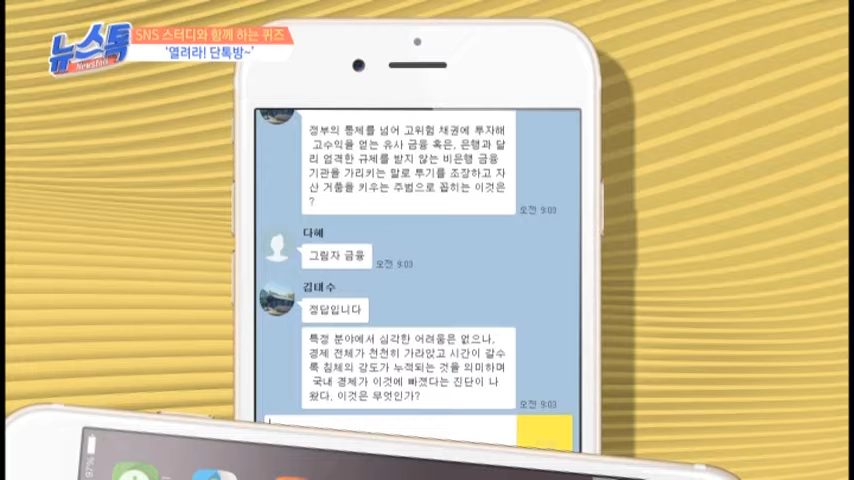 뉴스톡
Newstalk
SNS 스터디와 함께 하는 퀴즈
'열려라! 단톡방~'
정부의 통제를 넘어 고위험 채권에 투자해
고수익을 얻는 유사 금융 혹은, 은행과 달
리 엄격한 규제를 받지 않는 비은행 금융
기관을 가리키는 말로 투기를 조장하고 자
산 거품을 키우는 주범으로 꼽히는 이것은
?
오전 9:03
다혜
그림자 금융
오전 9:03
김태수
정답입니다
특정 분야에서 심각한 어려움은 없으나,
경제 전체가 천천히 가라앉고 시간이 갈수
록 침체의 강도가 누적되는 것을 의미하며
국내 경제가 이것에 빠졌다는 진단이 나
왔다. 이것은 무엇인가?
오전 9:03
97%